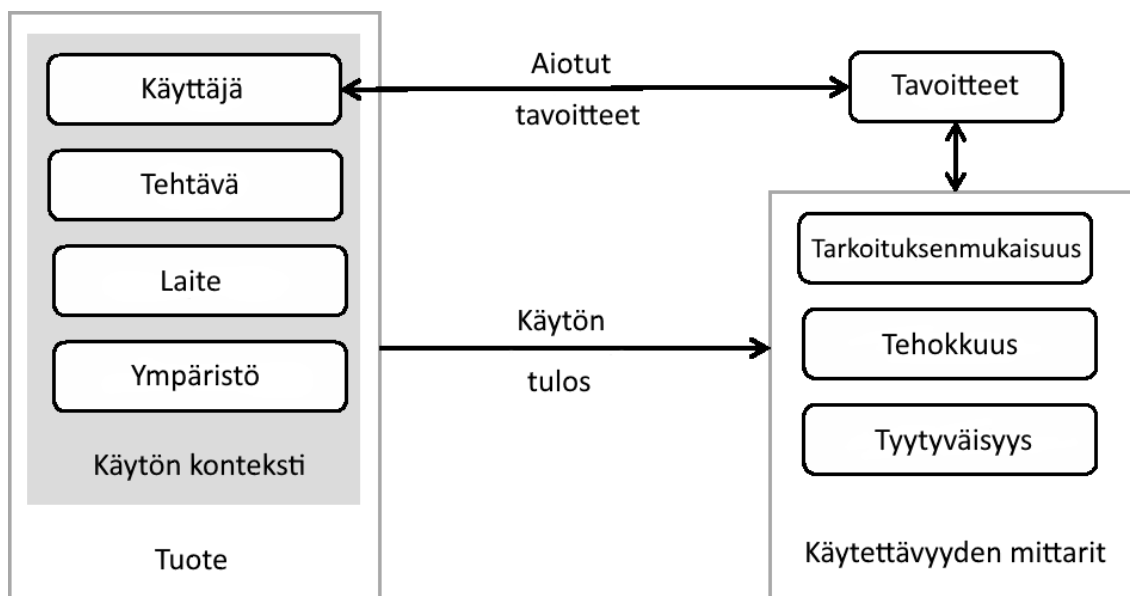 Käyttäjä
Tehtävä
Laite
Ympäristö
Käytön konteksti
Tuote
Aiotut
tavoitteet
Käytön
tulos
Tavoitteet
Tarkoituksenmukaisuus
Tehokkuus
Tyytyväisyys
Käytettävyyden mittarit